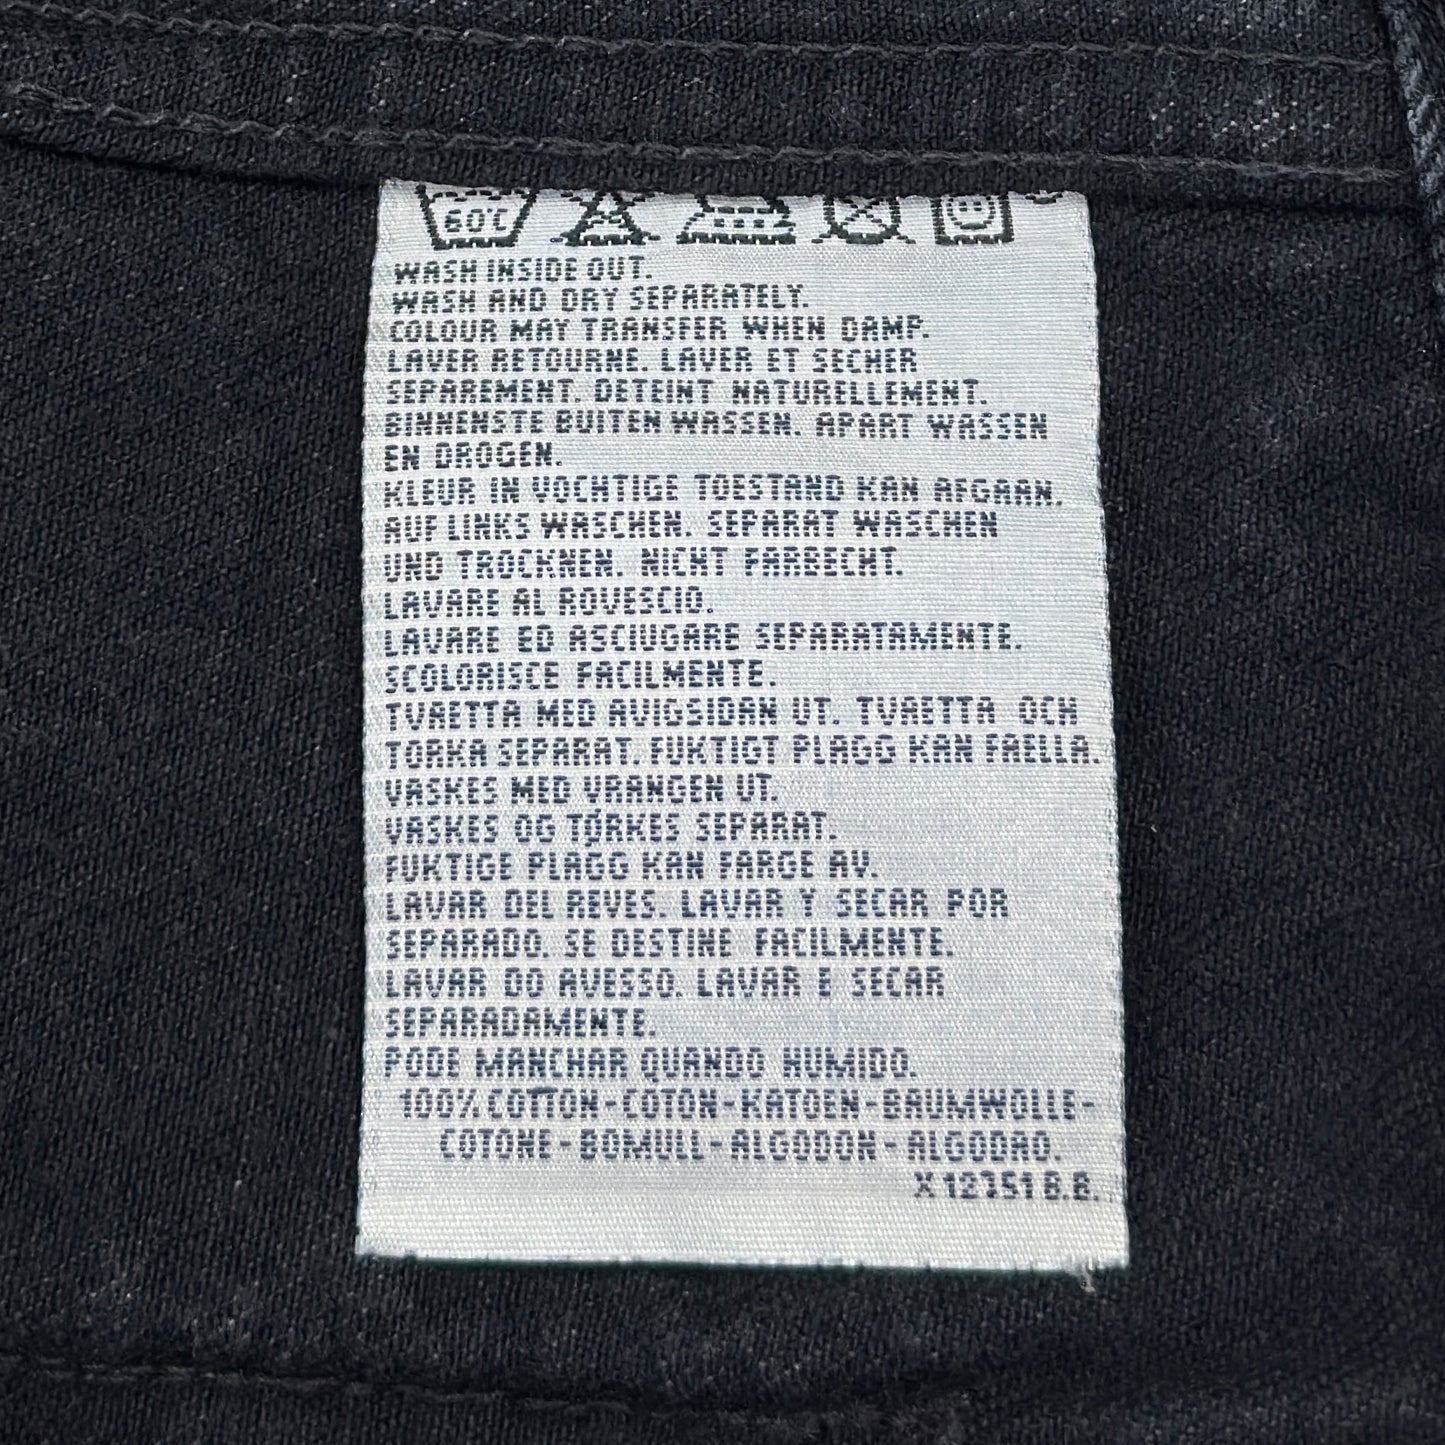 60°C
WASH INSIDE OUT.
WASH AND DRY SEPARATELY.
COLOUR MAY TRANSFER WHEN DAMP.
LAVER RETOURNE. LAVER ET SECHER
SEPAREMENT. DETEINT NATURELLEMENT.
BINNENSTE BUITEN WASSEN. APART WASSEN
EN DROGEN.
KLEUR IN VOCHTIGE TOESTAND KAN AFGAAN.
AUF LINKS WASCHEN. SEPARAT WASCHEN
UND TROCKNEN. NICHT FARBECHT.
LAVARE AL ROVESCIO.
LAVARE ED ASCIUGARE SEPARATAMENTE.
SCOLORISCE FACILMENTE.
TVAETTA MED AVIGSIDAN UT. TVAETTA OCH
TORKA SEPARAT. FUKTIGT PLAGG KAN FAELLA.
VASKES MED VRANGEN UT.
VASKES OG TØRKES SEPARAT.
FUKTIGE PLAGG KAN FARGE AV.
LAVAR DEL REVES. LAVAR Y SECAR POR
SEPARADO. SE DESTINE FACILMENTE.
LAVAR DO AVESSO. LAVAR E SECAR
SEPARADAMENTE.
PODE MANCHAR QUANDO HUMIDO.
100% COTTON-COTON-KATOEN-BAUMWOLLE-
COTONE-BOMULL-ALGODON-ALGODAO.
X 12351 B.B.